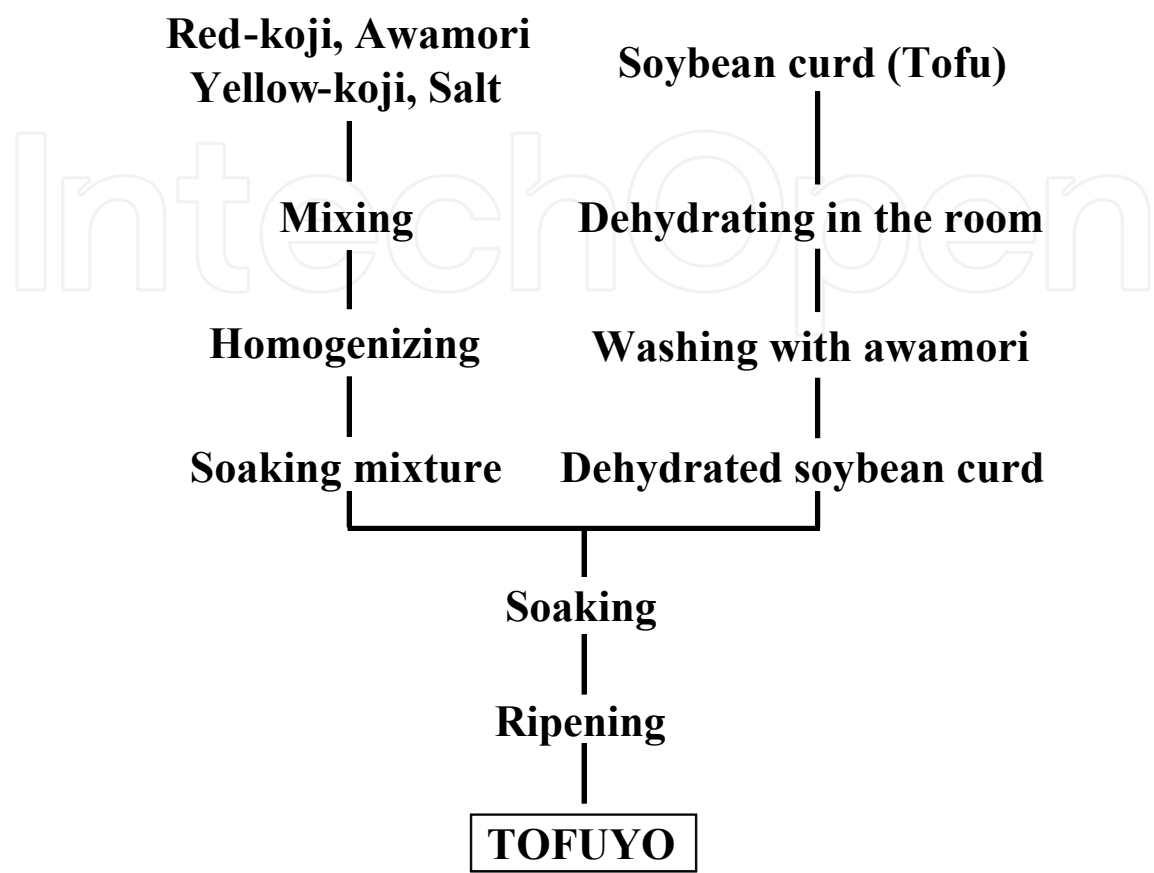 Red-koji, Awamori
Yellow-koji, Salt
Soybean curd (Tofu)
IntechOpen
Mixing
Dehydrating in the room
Homogenizing
Washing with awamori
Soaking mixture
Dehydrated soybean curd
Soaking
Ripening
TOFUYO